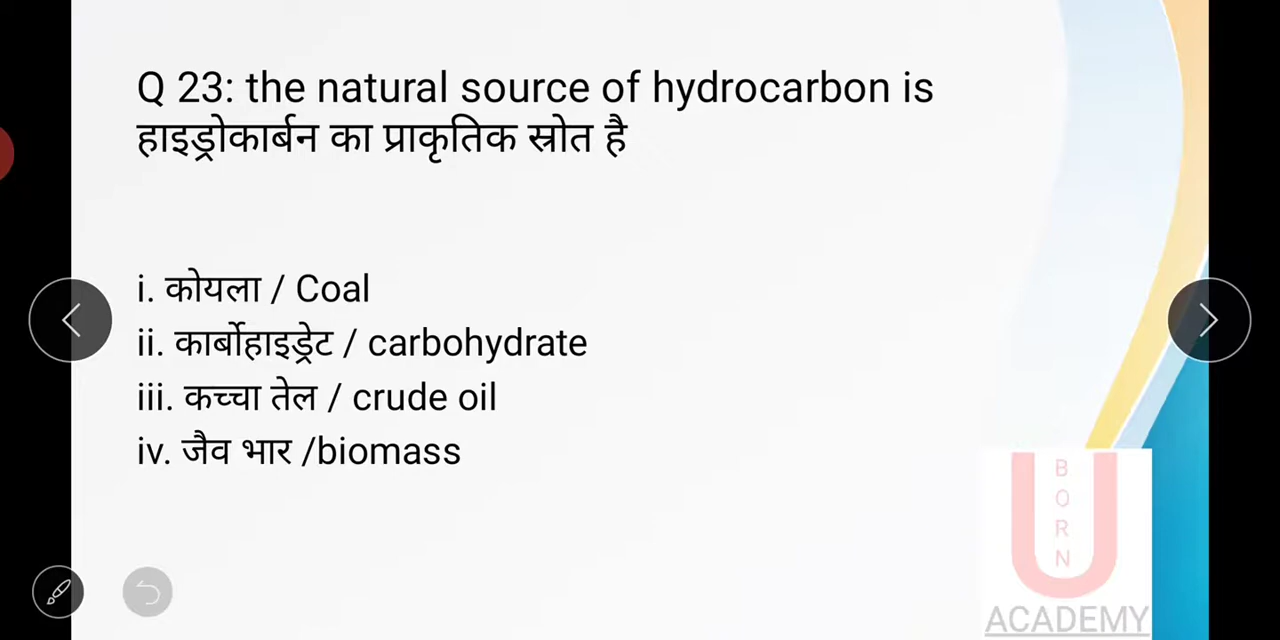 Q 23: the natural source of hydrocarbon is
हाइड्रोकार्बन का प्राकृतिक स्रोत है
i. कोयला / Coal
ii. कार्बोहाइड्रेट / carbohydrate
iii. कच्चा तेल / crude oil
iv. जैव भार /biomass
U
BORN
ACADEMY